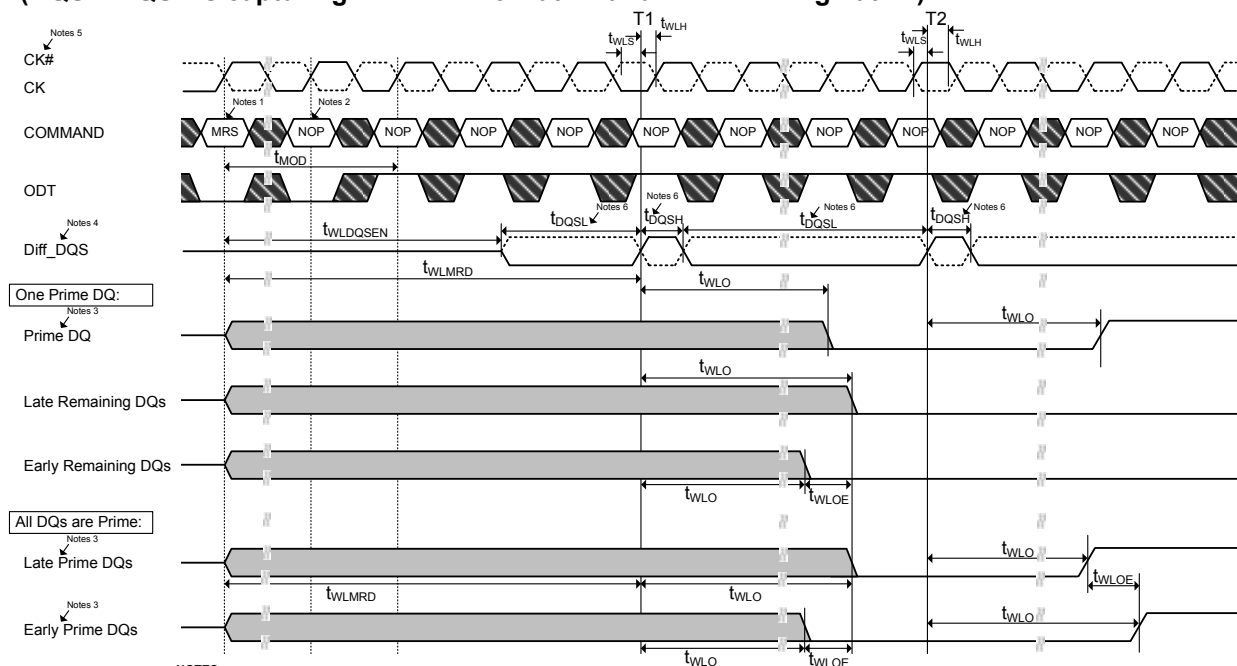 T1
T2
tWLS
tWLH
tWLS
tWLH
Notes 5
CK#
CK
Notes 1
Notes 2
COMMAND
MRS
NOP
NOP
NOP
NOP
NOP
NOP
NOP
NOP
NOP
NOP
NOP
tMOD
ODT
Notes 6
Notes 6
Notes 6
Notes 6
tDQSL
tDQSH
tDQSL
tDQSH
Notes 4
Diff_DQS
tWLDQSEN
tWLMRD
tWLO
One Prime DQ:
Notes 3
Prime DQ
tWLO
tWLO
Late Remaining DQs
Early Remaining DQs
tWLO
tWLOE
All DQs are Prime:
Notes 3
Late Prime DQs
tWLO
tWLMRD
tWLO
tWLOE
Notes 3
Early Prime DQs
tWLO
tWLO
tWLOE